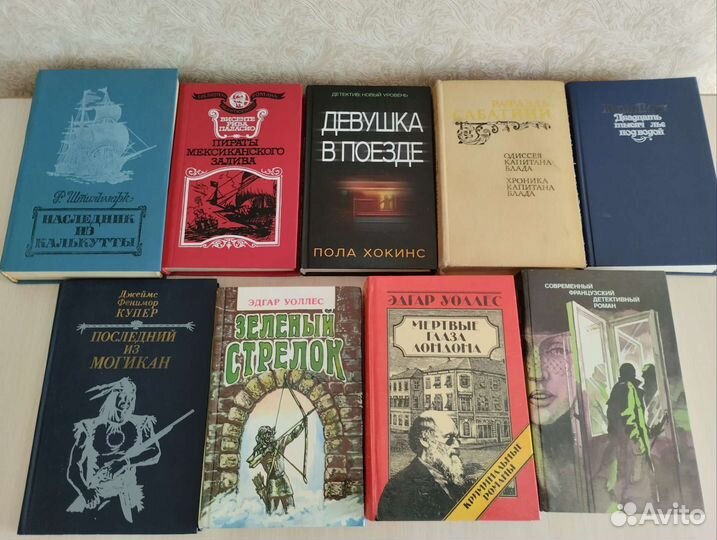 Р. Штильмарк
НАСЛЕДНИК
ИЗ
КАЛЬКУТТЫ
ВИСЕНТЕ
РИВА
ПАЛАСИО
ПИРАТЫ
МЕКСИКАНСКОГО
ЗАЛИВА
ДЕТЕКТИВ: НОВЫЙ УРОВЕНЬ
ДЕВУШКА
В ПОЕЗДЕ
ПОЛА ХОКИНС
РАФАЭЛЬ
САБАТИНИ
ОДИССЕЯ
КАПИТАНА
БЛАДА
ХРОНИКА
КАПИТАНА
БЛАДА
Двадцать
тысяч лье
под водой
Джеймс
Фенимор
КУПЕР
ПОСЛЕДНИЙ
ИЗ
МОГИКАН
ЭДГАР УОЛЛЕС
ЗЕЛЕНЫЙ
СТРЕЛОК
ЭДГАР УОЛЛЕС
МЕРТВЫЕ
ГЛАЗА
ЛОНДОНА
КРИМИНАЛЬНЫЕ
РОМАНЫ
СОВРЕМЕННЫЙ
ФРАНЦУЗСКИЙ
ДЕТЕКТИВНЫЙ
РОМАН
Avito